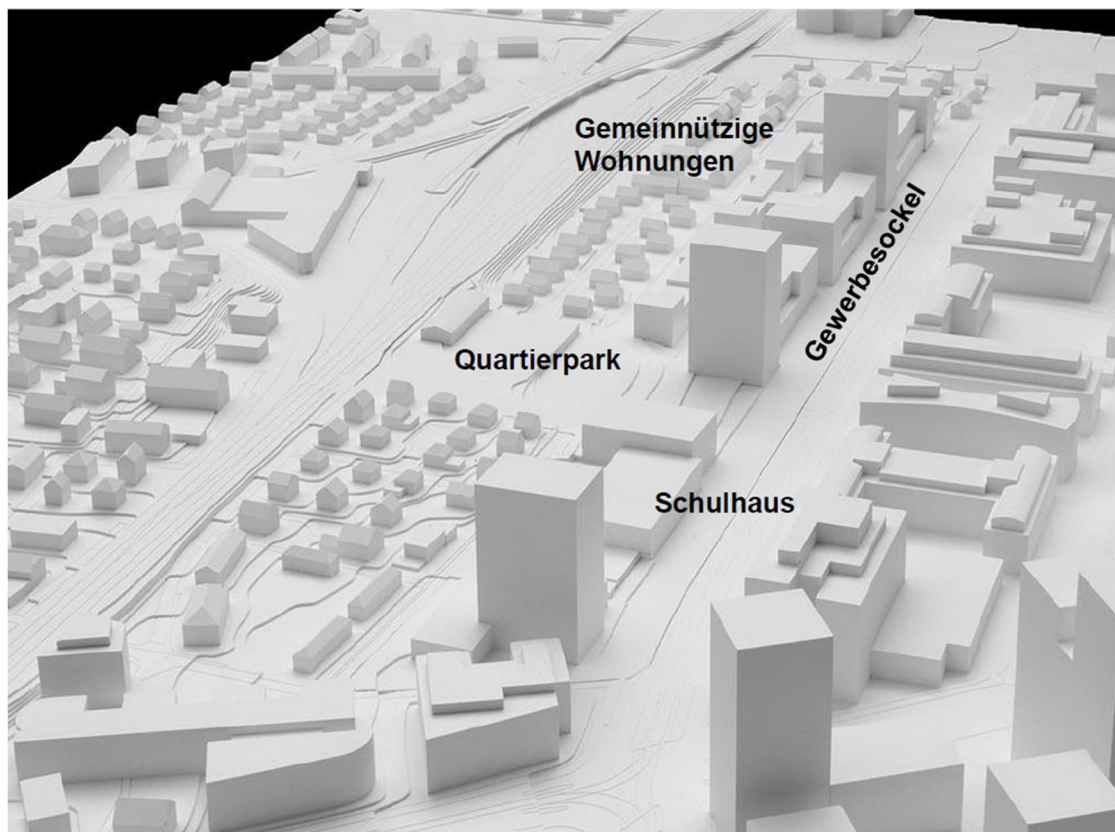 Gemeinnützige
Wohnungen
Gewerbesockel
Quartierpark
Schulhaus